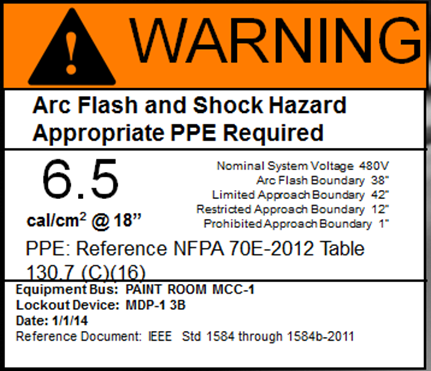 WARNING
Arc Flash and Shock Hazard
Appropriate PPE Required
6.5
cal/cm² @ 18”
Nominal System Voltage 480V
Arc Flash Boundary 38"
Limited Approach Boundary 42"
Restricted Approach Boundary 12"
Prohibited Approach Boundary 1"
PPE: Reference NFPA 70E-2012 Table
130.7 (C)(16)
Equipment Bus: PAINT ROOM MCC-1
Lockout Device: MDP-1 3B
Date: 1/1/14
Reference Document: IEEE Std 1584 through 1584b-2011